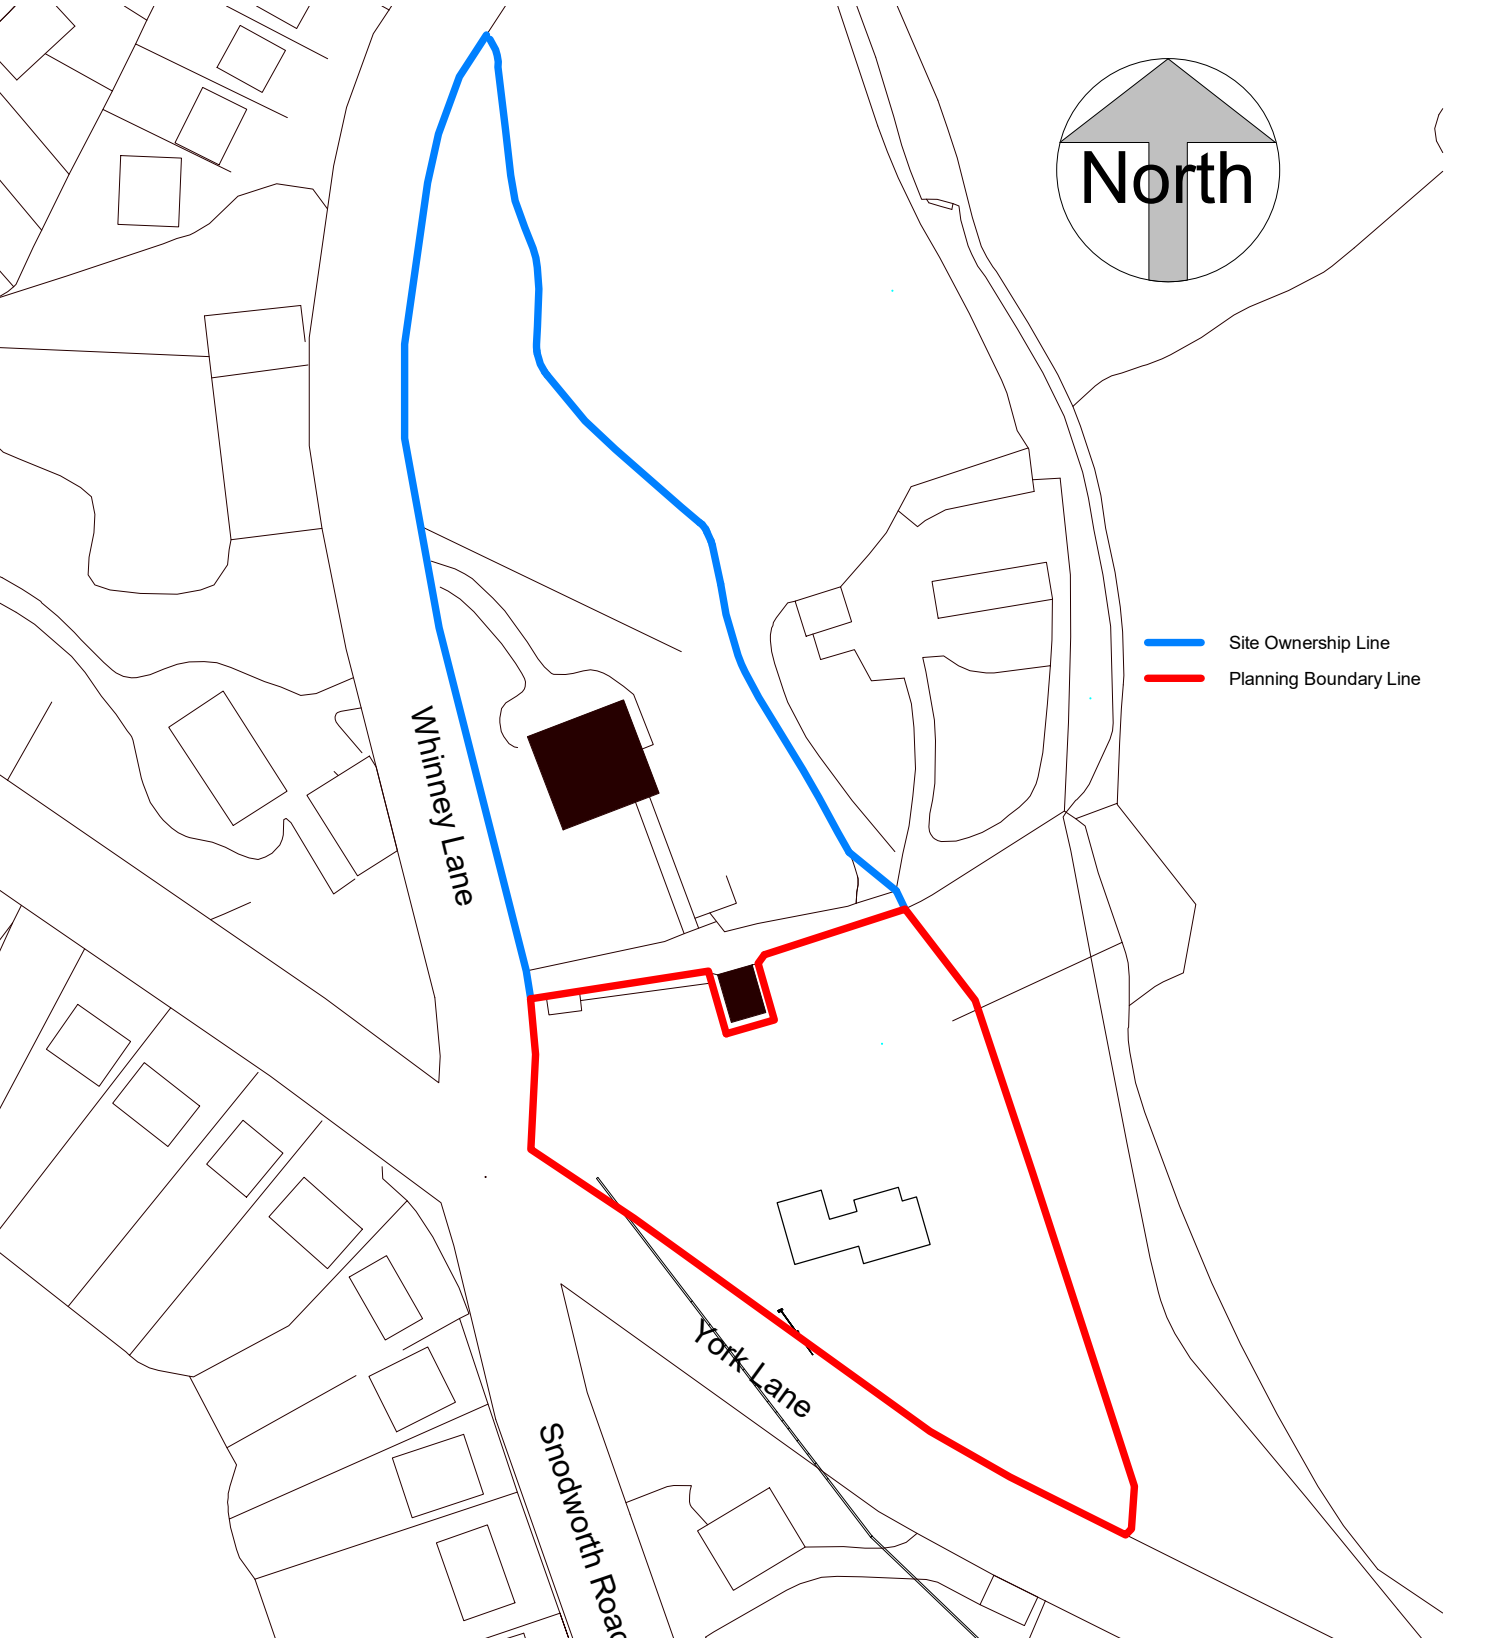 North
Site Ownership Line
Planning Boundary Line
Whinney Lane
York Lane
Snodworth Road